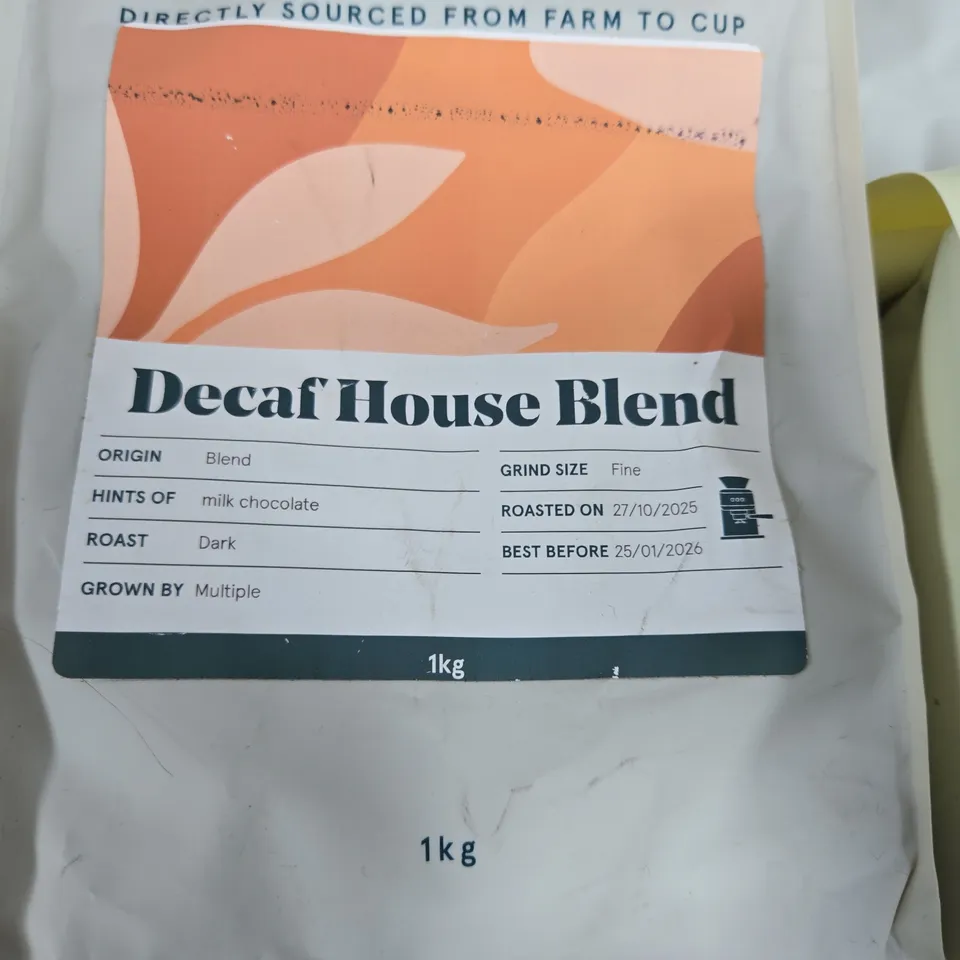 DIRECTLY SOURCED FROM FARM TO CUP
Decaf House Blend
ORIGIN Blend
HINTS OF milk chocolate
ROAST Dark
GROWN BY Multiple
GRIND SIZE Fine
ROASTED ON 27/10/2025
BEST BEFORE 25/01/2026
1kg
1kg